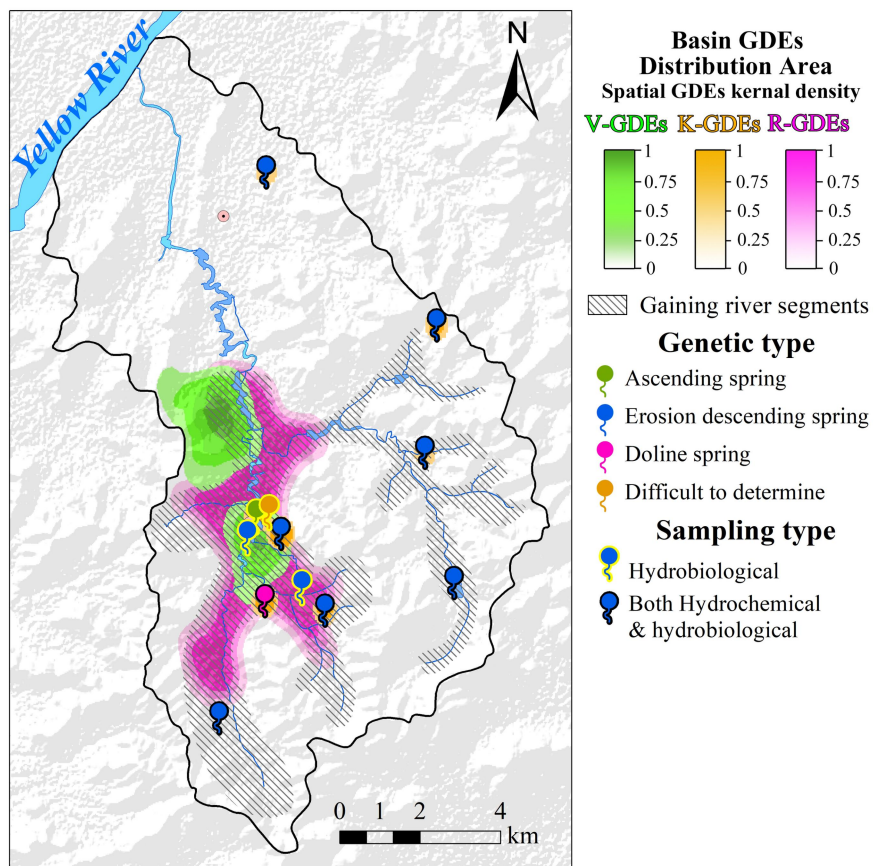 Yellow River
N
0 1 2 4
km
Basin GDEs
Distribution Area
Spatial GDEs kernal density
V-GDEs K-GDEs R-GDEs
1 1 1
0.75 0.75 0.75
0.5 0.5 0.5
0.25 0.25 0.25
0 0 0
Gaining river segments
Genetic type
Ascending spring
Erosion descending spring
Doline spring
Difficult to determine
Sampling type
Hydrobiological
Both Hydrochemical
& hydrobiological